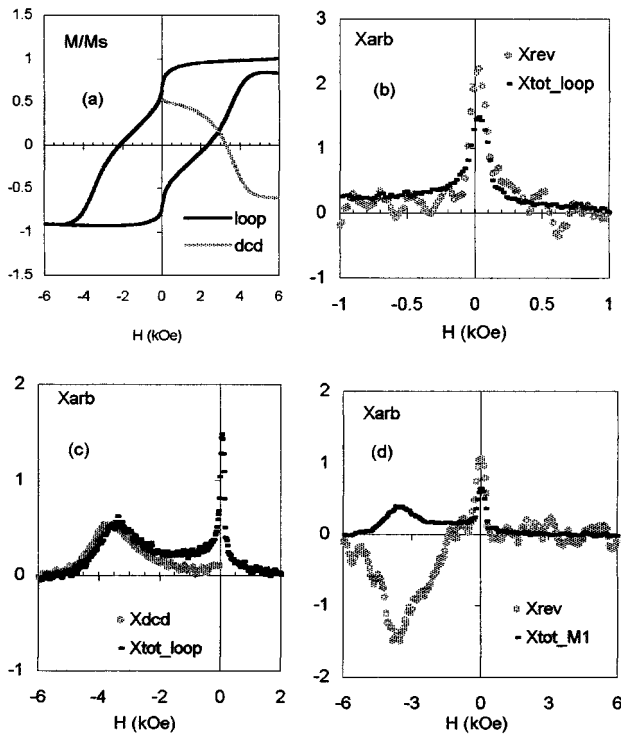 1.5
M/Ms
1
0.5
(a)
0
-0.5
-1
loop
dcd
-1.5
-6 -4 -2 0 2 4 6
H (kOe)
3
Xarb
Xrev
Xtot_loop
2
(b)
1
0
-1
-1 -0.5 0 0.5 1
H (kOe)
2
Xarb
(c)
1
0
Xdcd
Xtot_loop
-1
-6 -4 -2 0 2
H (kOe)
2
Xarb
(d)
1
0
-1
Xrev
Xtot_M1
-2
-6 -3 0 3 6
H (kOe)